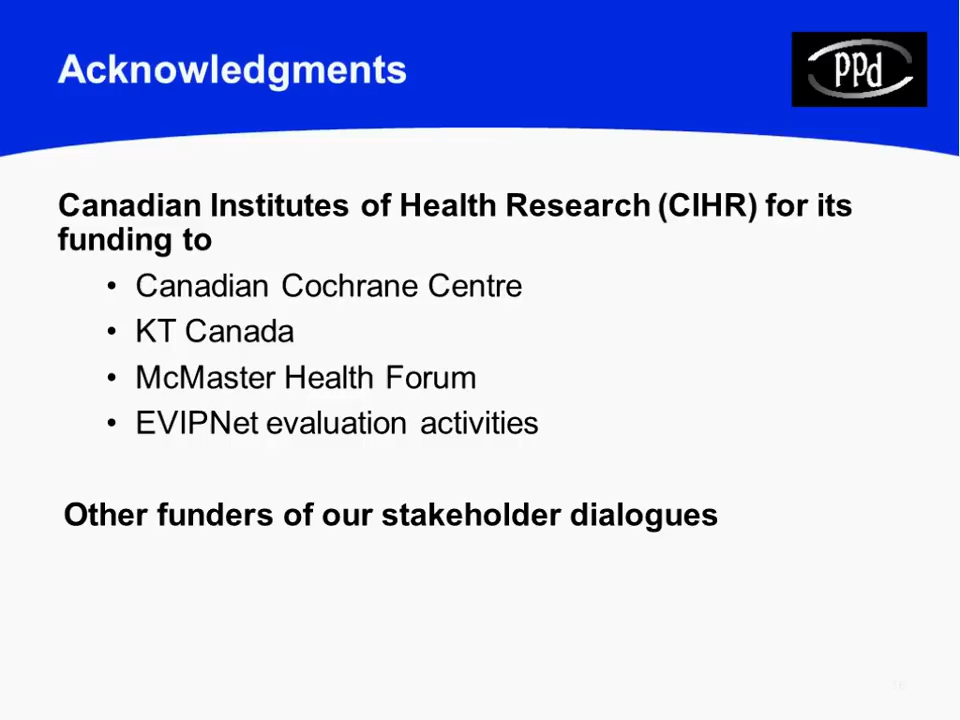 Acknowledgments
PPd
Canadian Institutes of Health Research (CIHR) for its
funding to
• Canadian Cochrane Centre
• KT Canada
• McMaster Health Forum
• EVIPNet evaluation activities
Other funders of our stakeholder dialogues